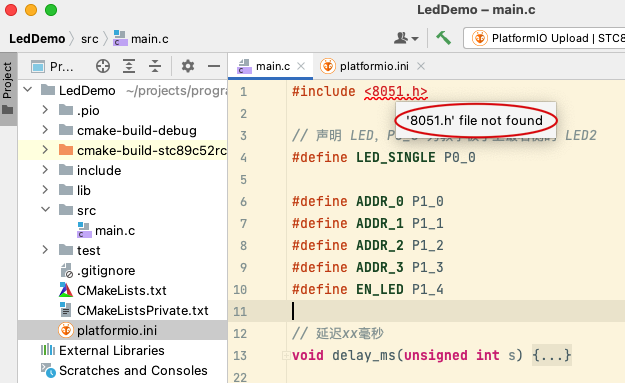 LedDemo – main.c
LedDemo
src
main.c
PlatformIO Upload | STC8
Project
Pr...
main.c
platformio.ini
LedDemo ~/projects/progra
.pio
cmake-build-debug
cmake-build-stc89c52rc
include
lib
src
main.c
test
.gitignore
CMakeLists.txt
CMakeListsPrivate.txt
platformio.ini
External Libraries
Scratches and Consoles
1 #include <8051.h>
'8051.h' file not found
2
3 // 声明 LED, LED2
4 #define LED_SINGLE P0_0
5
6 #define ADDR_0 P1_0
7 #define ADDR_1 P1_1
8 #define ADDR_2 P1_2
9 #define ADDR_3 P1_3
10 #define EN_LED P1_4
11
12 // 延迟xx毫秒
13 void delay_ms(unsigned int s) {...}
22